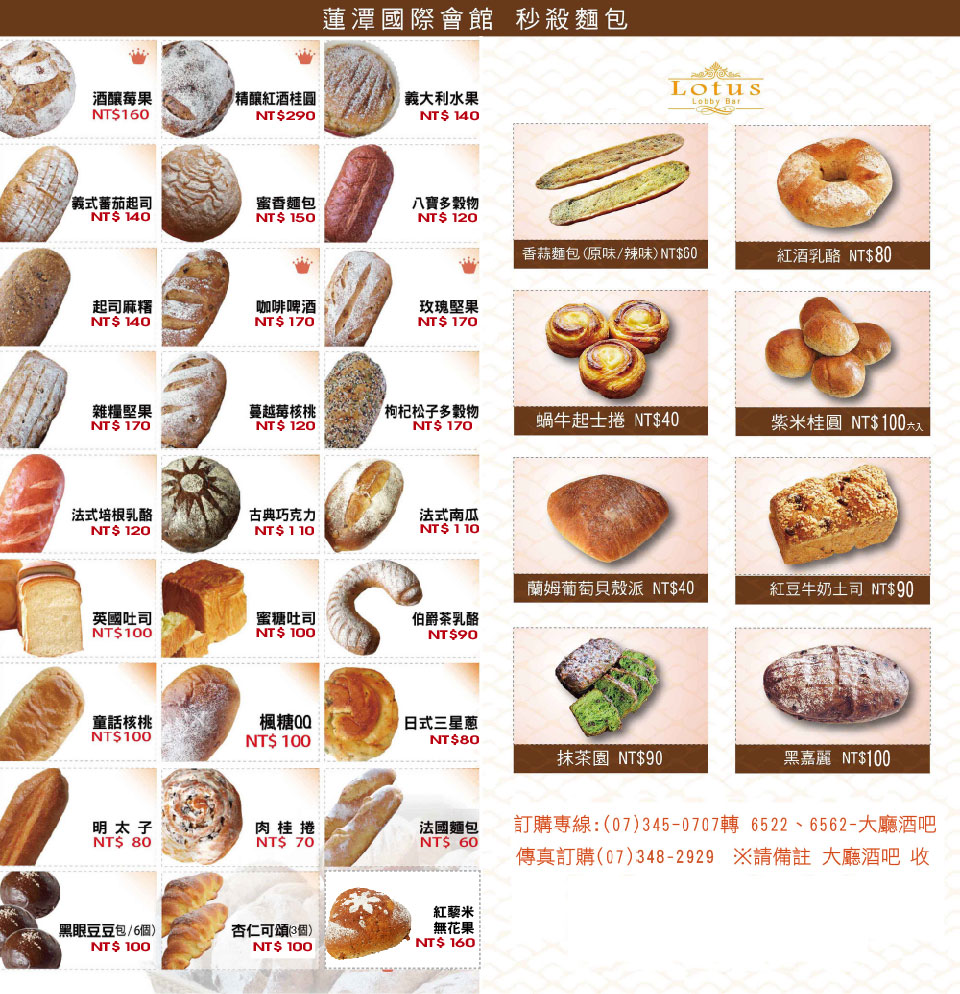 蓮潭國際會館 秒殺麵包
酒釀莓果
NT$160
精釀紅酒桂圓
NT$290
義大利水果
NT$ 140
義式蕃茄起司
NT$ 140
蜜香麵包
NT$ 150
八寶多穀物
NT$ 120
起司麻糬
NT$ 140
咖啡啤酒
NT$ 170
玫瑰堅果
NT$ 170
雜糧堅果
NT$ 170
蔓越莓核桃
NT$ 120
枸杞松子多穀物
NT$ 170
法式培根乳酪
NT$ 120
古典巧克力
NT$ 110
法式南瓜
NT$ 110
英國吐司
NT$100
蜜糖吐司
NT$ 100
伯爵茶乳酪
NT$90
童話核桃
NT$100
楓糖QQ
NT$ 100
日式三星蔥
NT$80
明太子
NT$ 80
肉桂捲
NT$ 70
法國麵包
NT$ 60
黑眼豆豆包/6個)
NT$ 100
杏仁可頌(3個)
NT$ 100
紅藜米
無花果
NT$ 160
Lotus
Lobby Bar
香蒜麵包(原味/辣味)NT$60
紅酒乳酪 NT$80
蝸牛起士捲 NT$40
紫米桂圓 NT$100六入
蘭姆葡萄貝殼派 NT$40
紅豆牛奶土司 NT$90
抹茶園 NT$90
黑嘉麗 NT$100
訂購專線:(07)345-0707轉 6522、6562-大廳酒吧
傳真訂購(07)348-2929 ※請備註 大廳酒吧 收